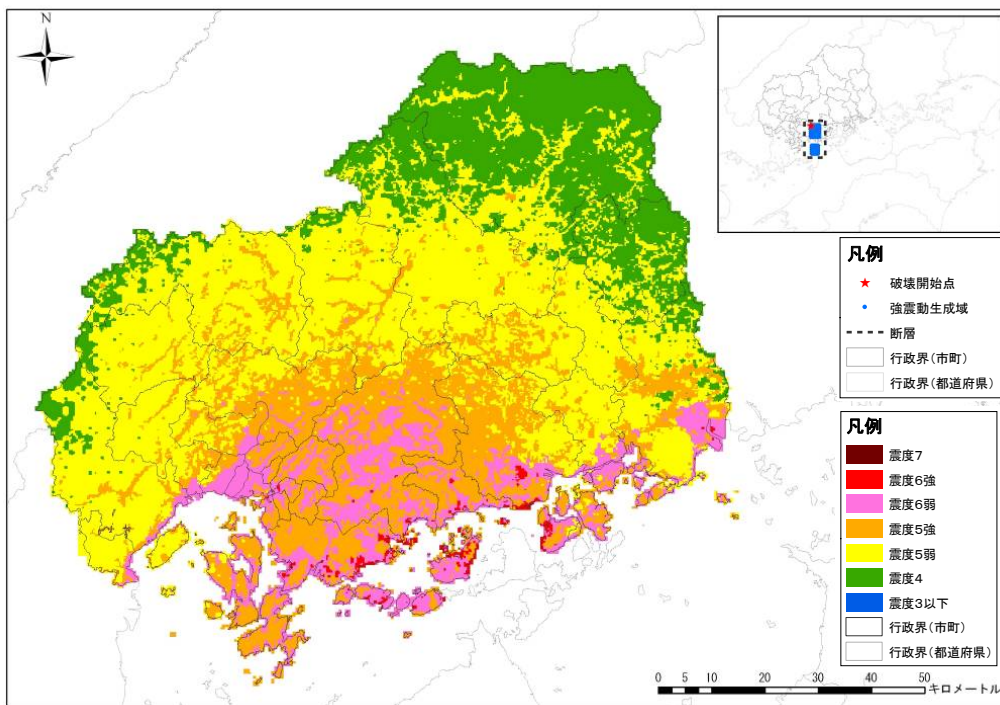 N
凡例
破壊開始点
強震動生成域
断層
行政界(市町)
行政界(都道府県)
凡例
震度7
震度6強
震度6弱
震度5強
震度5弱
震度4
震度3以下
行政界(市町)
行政界(都道府県)
0 5 10 20 30 40 50
キロメートル